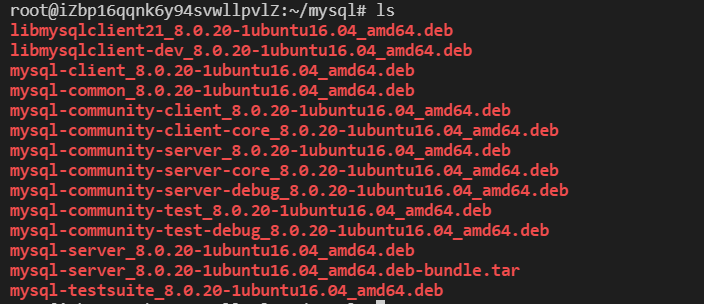 root@iZbp16qqnk6y94svwllpvlZ:~/mysql# ls
libmysqlclient21_8.0.20-1ubuntu16.04_amd64.deb
libmysqlclient-dev_8.0.20-1ubuntu16.04_amd64.deb
mysql-client_8.0.20-1ubuntu16.04_amd64.deb
mysql-common_8.0.20-1ubuntu16.04_amd64.deb
mysql-community-client_8.0.20-1ubuntu16.04_amd64.deb
mysql-community-client-core_8.0.20-1ubuntu16.04_amd64.deb
mysql-community-server_8.0.20-1ubuntu16.04_amd64.deb
mysql-community-server-core_8.0.20-1ubuntu16.04_amd64.deb
mysql-community-server-debug_8.0.20-1ubuntu16.04_amd64.deb
mysql-community-test_8.0.20-1ubuntu16.04_amd64.deb
mysql-community-test-debug_8.0.20-1ubuntu16.04_amd64.deb
mysql-server_8.0.20-1ubuntu16.04_amd64.deb
mysql-server_8.0.20-1ubuntu16.04_amd64.deb-bundle.tar
mysql-testsuite_8.0.20-1ubuntu16.04_amd64.deb